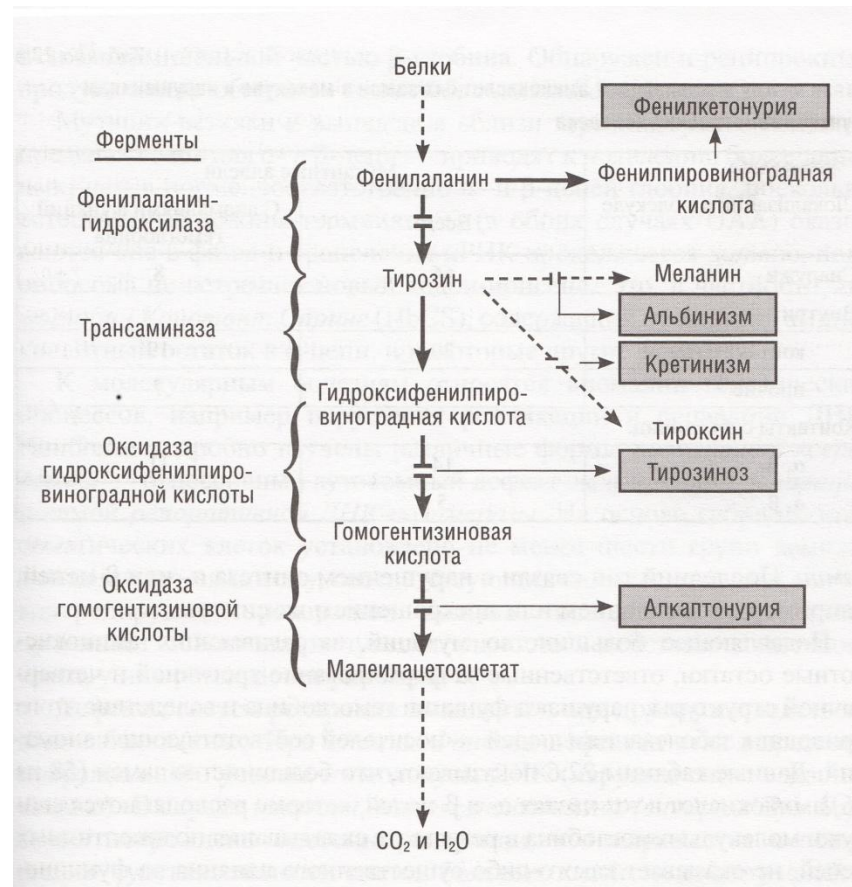 Белки
Фенилкетонурия
Ферменты
Фенилаланин
Фенилпировиноградная
кислота
Фенилаланин-
гидроксилаза
Тирозин
Меланин
Альбинизм
Трансаминаза
Кретинизм
Гидроксифенилпиро-
виноградная кислота
Тироксин
Оксидаза
гидроксифенилпиро-
виноградной кислоты
Тирозиноз
Гомогентизиновая
кислота
Оксидаза
гомогентизиновой
кислоты
Алкаптонурия
Малеилацетоацетат
CO₂ и H₂O